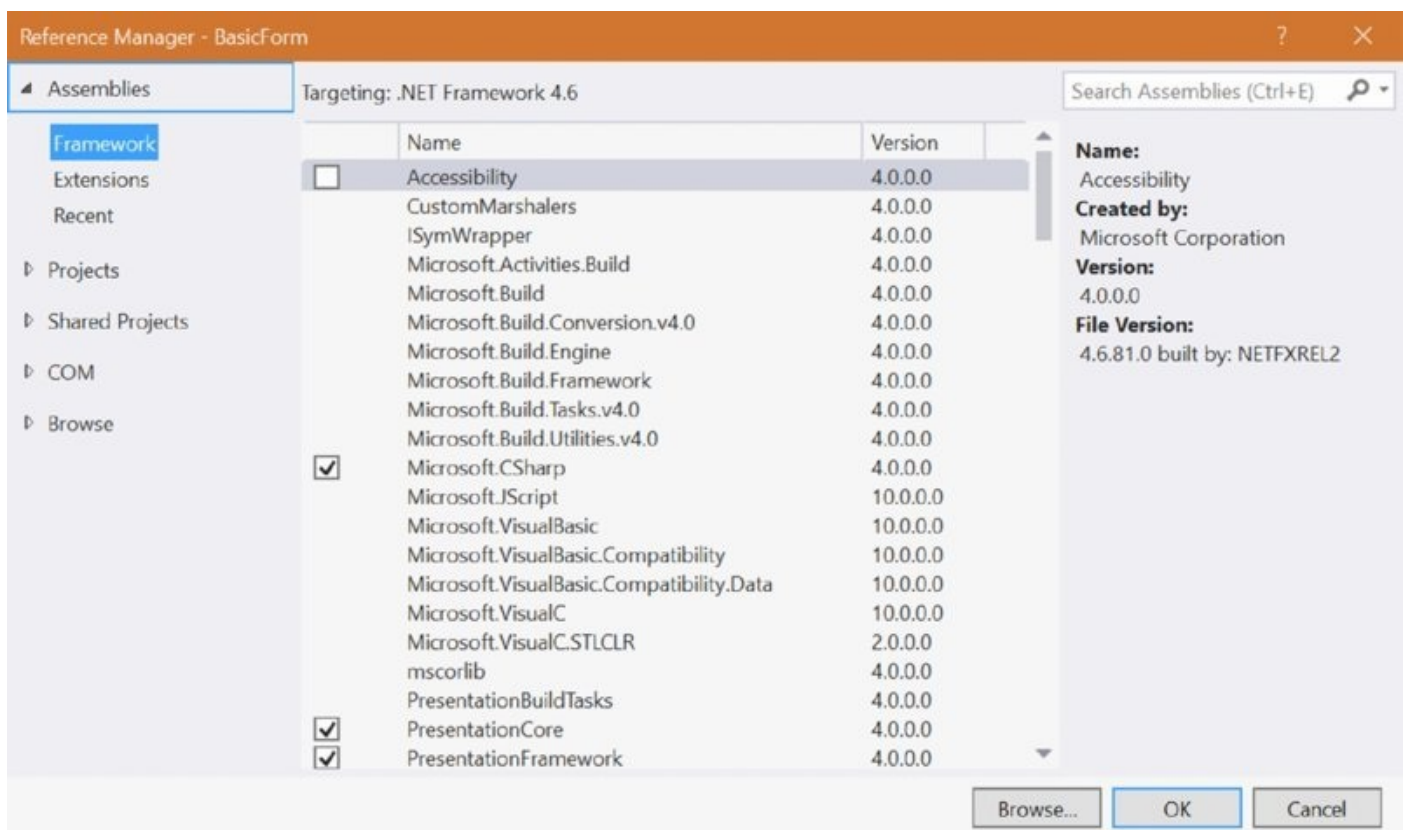 Reference Manager - BasicForm ? ✕
Assemblies
Framework
Extensions
Recent
Projects
Shared Projects
COM
Browse
Targeting: .NET Framework 4.6
Name Version
Accessibility 4.0.0.0
CustomMarshalers 4.0.0.0
ISymWrapper 4.0.0.0
Microsoft.Activities.Build 4.0.0.0
Microsoft.Build 4.0.0.0
Microsoft.Build.Conversion.v4.0 4.0.0.0
Microsoft.Build.Engine 4.0.0.0
Microsoft.Build.Framework 4.0.0.0
Microsoft.Build.Tasks.v4.0 4.0.0.0
Microsoft.Build.Utilities.v4.0 4.0.0.0
Microsoft.CSharp 4.0.0.0
Microsoft.JScript 10.0.0.0
Microsoft.VisualBasic 10.0.0.0
Microsoft.VisualBasic.Compatibility 10.0.0.0
Microsoft.VisualBasic.Compatibility.Data 10.0.0.0
Microsoft.VisualC 10.0.0.0
Microsoft.VisualC.STLCLR 2.0.0.0
mscorlib 4.0.0.0
PresentationBuildTasks 4.0.0.0
PresentationCore 4.0.0.0
PresentationFramework 4.0.0.0
Search Assemblies (Ctrl+E)
Name:
Accessibility
Created by:
Microsoft Corporation
Version:
4.0.0.0
File Version:
4.6.81.0 built by: NETFXREL2
Browse... OK Cancel